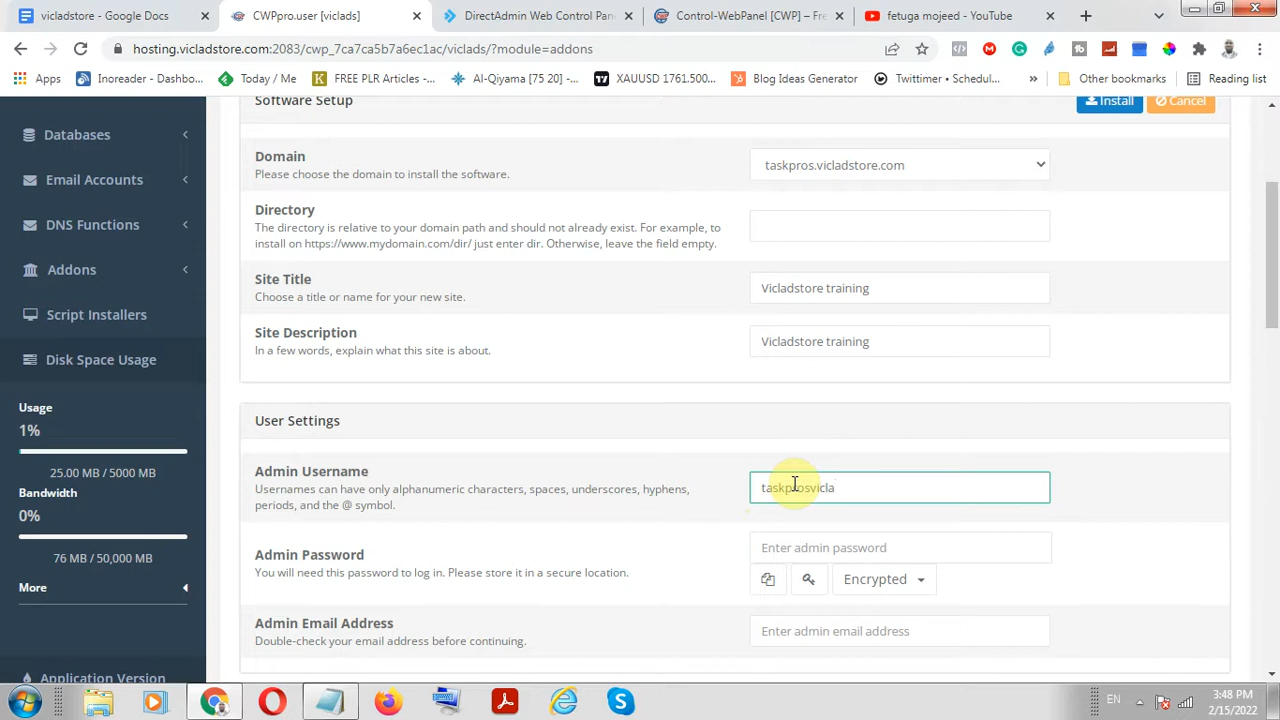 vicladstore - Google Docs
CWPpro.user [viclads]
DirectAdmin Web Control Pan
Control-WebPanel [CWP] – Fre
fetuga mojeed - YouTube
hosting.vicladstore.com:2083/cwp_7ca7ca5b7a6ec1ac/viclads/?module=addons
Apps
Inoreader - Dashbo...
Today / Me
FREE PLR Articles -...
Al-Qiyama [75 20] -...
XAUUSD 1761.500...
Blog Ideas Generator
Twittimer • Schedul...
»
Other bookmarks
Reading list
Databases
Email Accounts
DNS Functions
Addons
Script Installers
Disk Space Usage
Usage
1%
25.00 MB / 5000 MB
Bandwidth
0%
76 MB / 50,000 MB
More
Application Version
Software Setup
Install
Cancel
Domain
Please choose the domain to install the software.
taskpros.vicladstore.com
Directory
The directory is relative to your domain path and should not already exist. For example, to
install on https://www.mydomain.com/dir/ just enter dir. Otherwise, leave the field empty.
Site Title
Choose a title or name for your new site.
Vicladstore training
Site Description
In a few words, explain what this site is about.
Vicladstore training
User Settings
Admin Username
Usernames can have only alphanumeric characters, spaces, underscores, hyphens,
periods, and the @ symbol.
taskprosvicla
Admin Password
You will need this password to log in. Please store it in a secure location.
Enter admin password
Encrypted
Admin Email Address
Double-check your email address before continuing.
Enter admin email address
EN
3:48 PM
2/15/2022